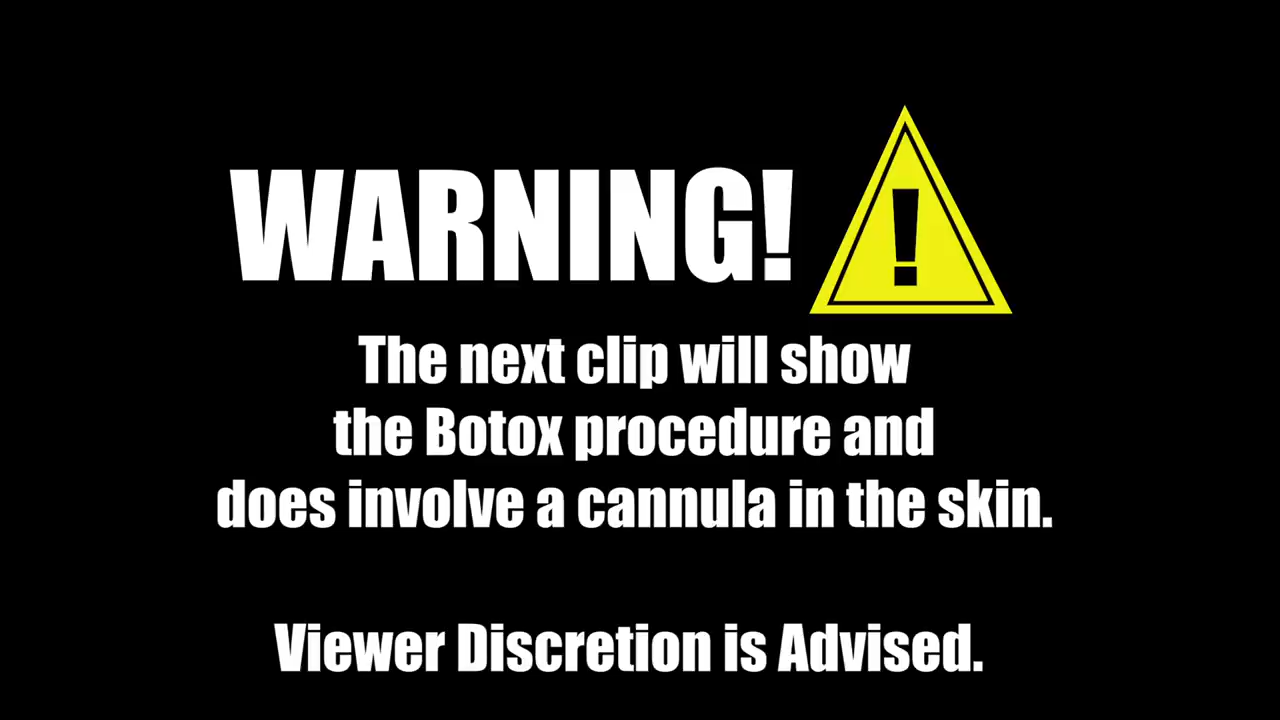 WARNING!
The next clip will show
the Botox procedure and
does involve a cannula in the skin.
Viewer Discretion is Advised.